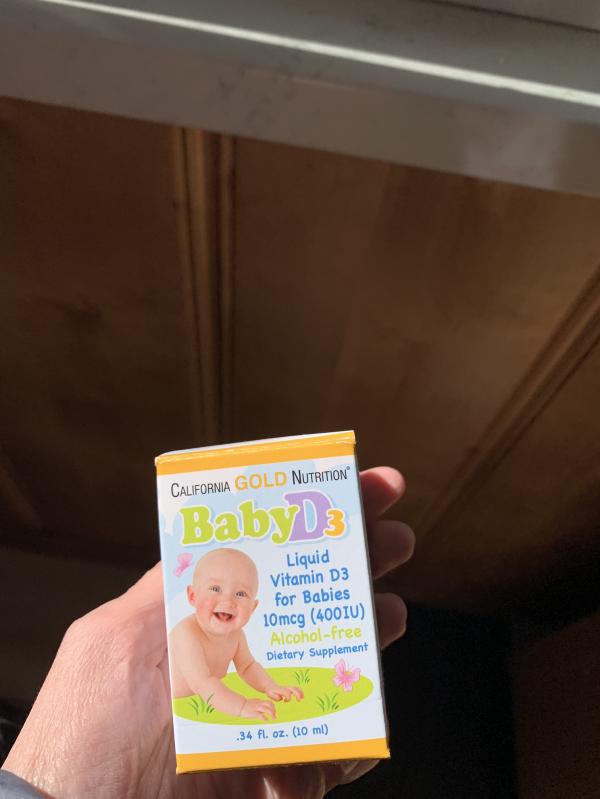 CALIFORNIA GOLD NUTRITION®
BabyD3
Liquid
Vitamin D3
for Babies
10mcg (400IU)
Alcohol-free
Dietary Supplement
.34 fl. oz. (10 ml)